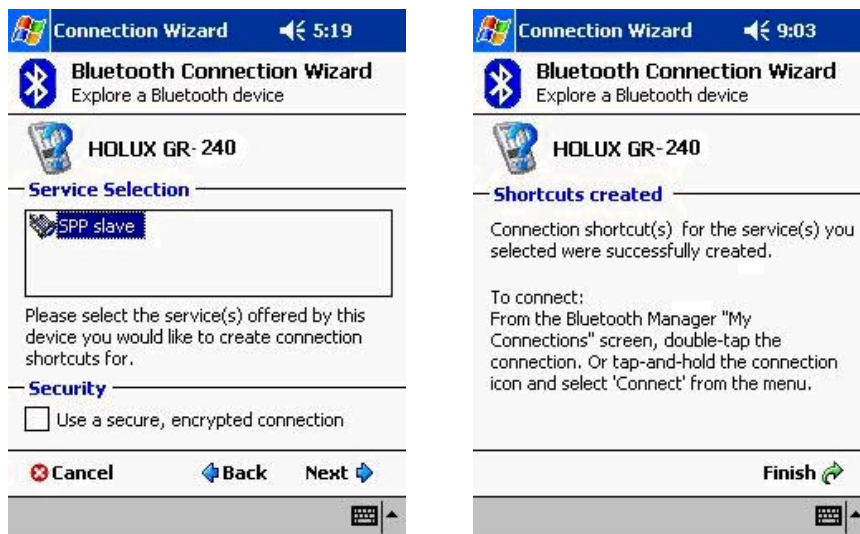 Connection Wizard 5:19
Bluetooth Connection Wizard
Explore a Bluetooth device
HOLUX GR-240
Service Selection
SPP slave
Please select the service(s) offered by this
device you would like to create connection
shortcuts for.
Security
Use a secure, encrypted connection
Cancel Back Next
Connection Wizard 9:03
Bluetooth Connection Wizard
Explore a Bluetooth device
HOLUX GR-240
Shortcuts created
Connection shortcut(s) for the service(s) you
selected were successfully created.
To connect:
From the Bluetooth Manager "My
Connections" screen, double-tap the
connection. Or tap-and-hold the connection
icon and select 'Connect' from the menu.
Finish